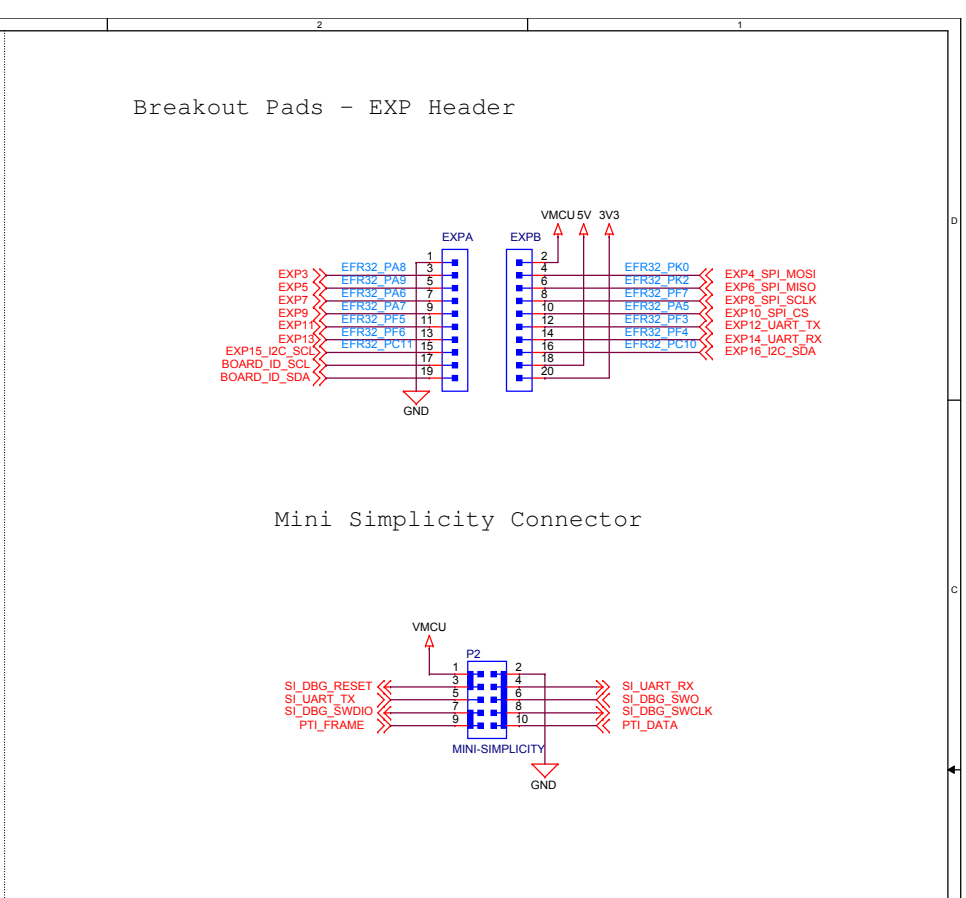 2 1
Breakout Pads - EXP Header
D
VMCU 5V 3V3
EXPA EXPB
1 2
EXP3 EFR32_PA8 3 4 EFR32_PK0 EXP4_SPI_MOSI
EXP5 EFR32_PA9 5 6 EFR32_PK2 EXP6_SPI_MISO
EXP7 EFR32_PA6 7 8 EFR32_PF7 EXP8_SPI_SCLK
EXP9 EFR32_PA7 9 10 EFR32_PA5 EXP10_SPI_CS
EXP11 EFR32_PF5 11 12 EFR32_PF3 EXP12_UART_TX
EXP13 EFR32_PF6 13 14 EFR32_PF4 EXP14_UART_RX
EXP15_I2C_SCL EFR32_PC11 15 16 EFR32_PC10 EXP16_I2C_SDA
BOARD_ID_SCL 17 18
BOARD_ID_SDA 19 20
GND
Mini Simplicity Connector
C
VMCU
P2
1 2
SI_DBG_RESET 3 4 SI_UART_RX
SI_UART_TX 5 6 SI_DBG_SWO
SI_DBG_SWDIO 7 8 SI_DBG_SWCLK
PTI_FRAME 9 10 PTI_DATA
MINI-SIMPLICITY
GND